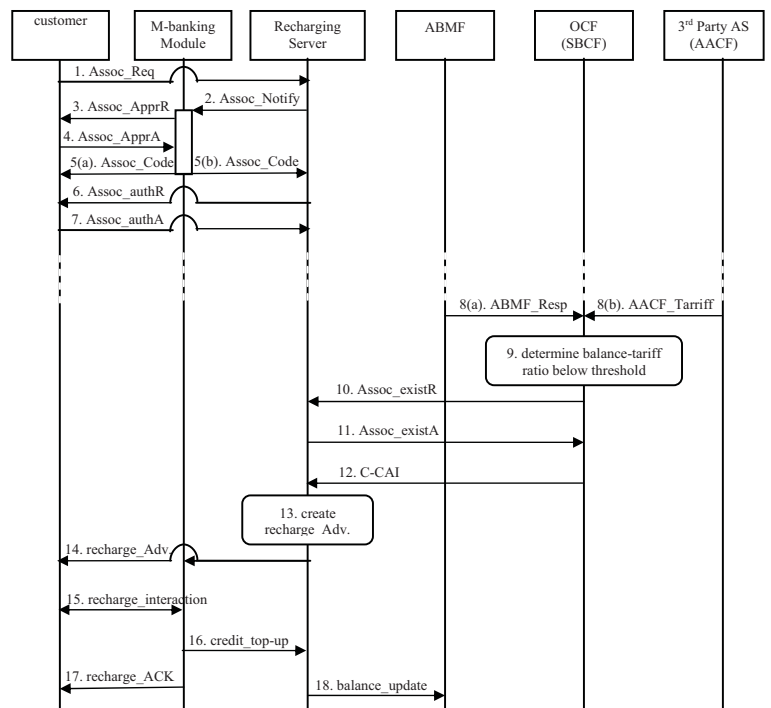 customer
M-banking
Module
Recharging
Server
ABMF
OCF
(SBCF)
3rd Party AS
(AACF)
1. Assoc_Req
2. Assoc_Notify
3. Assoc_ApprR
4. Assoc_ApprA
5(a). Assoc_Code
5(b). Assoc_Code
6. Assoc_authR
7. Assoc_authA
8(a). ABMF_Resp
8(b). AACF_Tarriff
9. determine balance-tariff
ratio below threshold
10. Assoc_existR
11. Assoc_existA
12. C-CAI
13. create
recharge_Adv.
14. recharge_Adv.
15. recharge_interaction
16. credit_top-up
17. recharge_ACK
18. balance_update